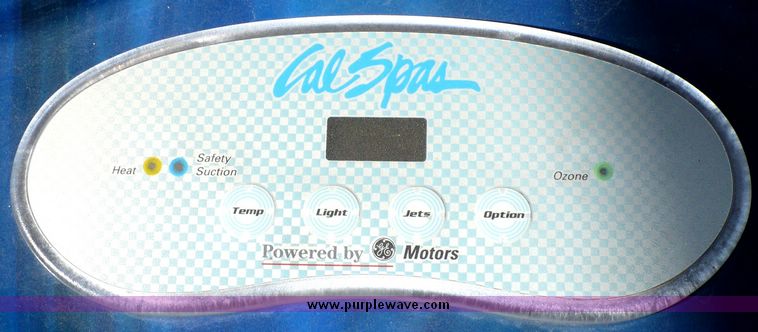 Cal Spas
Heat
Safety
Suction
Ozone
Temp Light Jets Option
Powered by GE Motors
www.purplewave.com